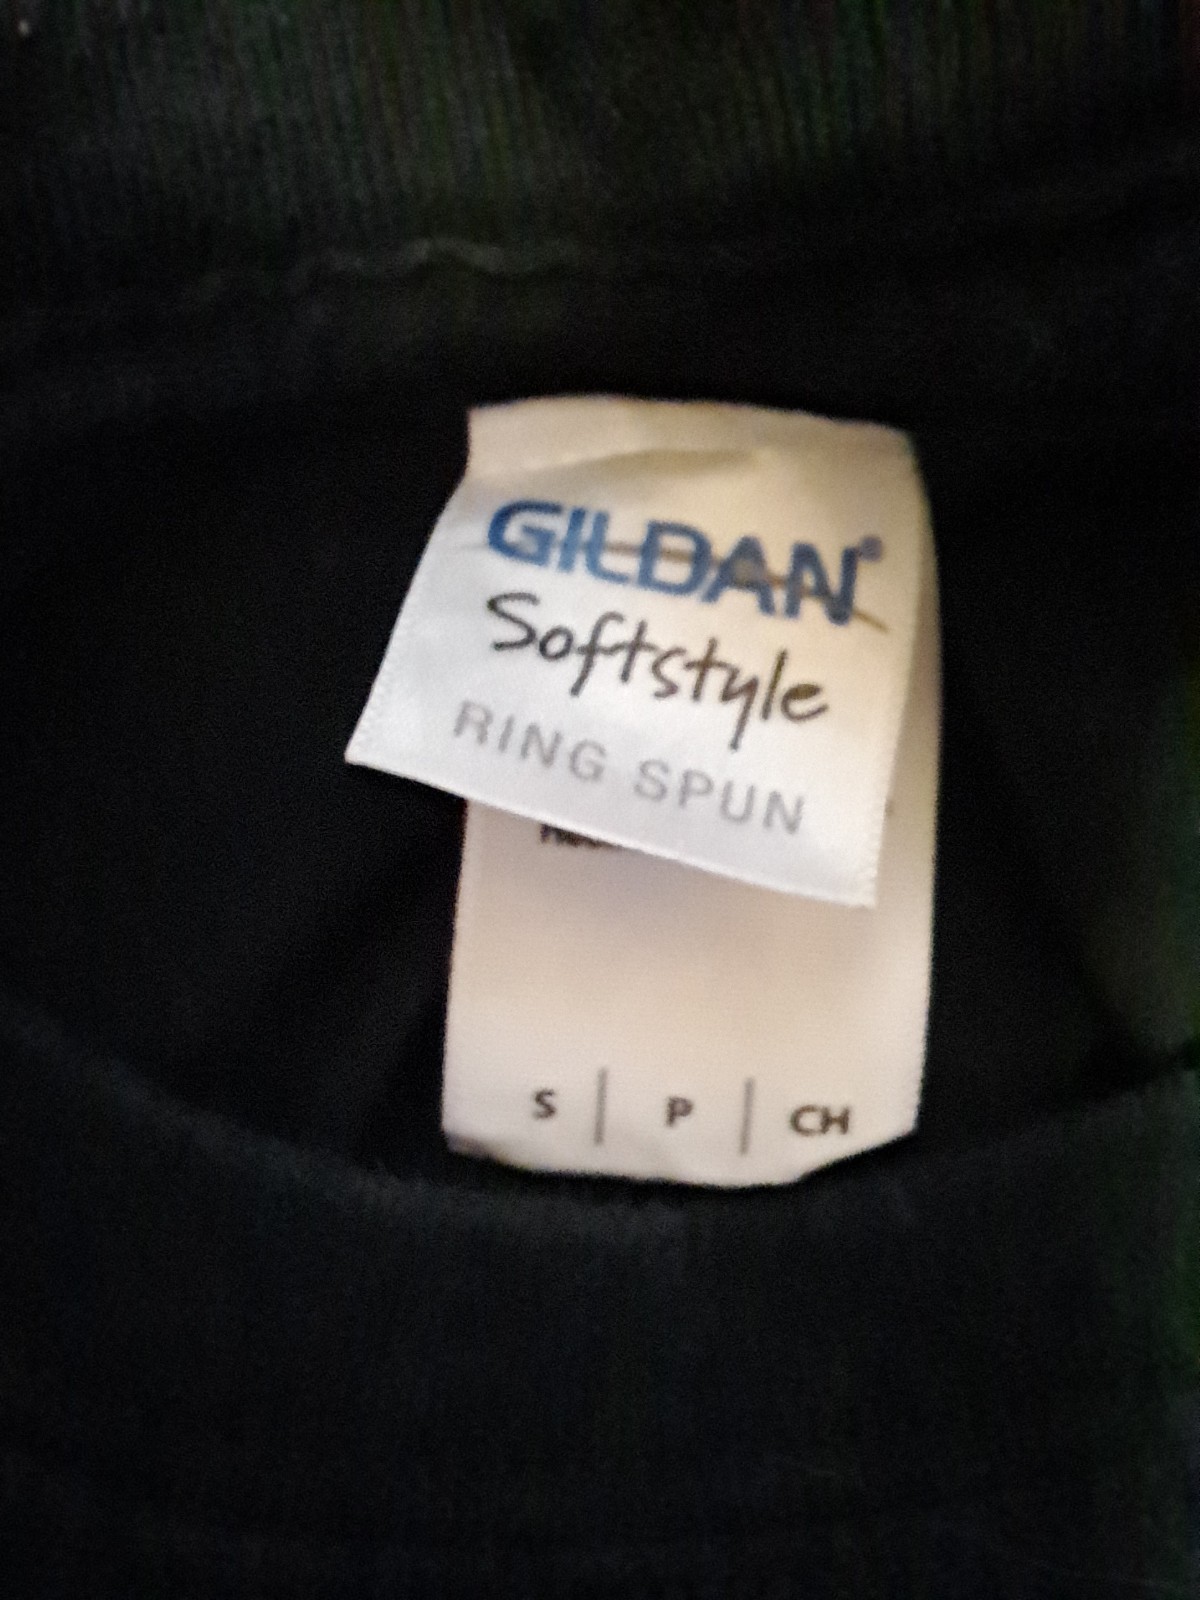 GILDAN®
Softstyle
RING SPUN
S | P | CH